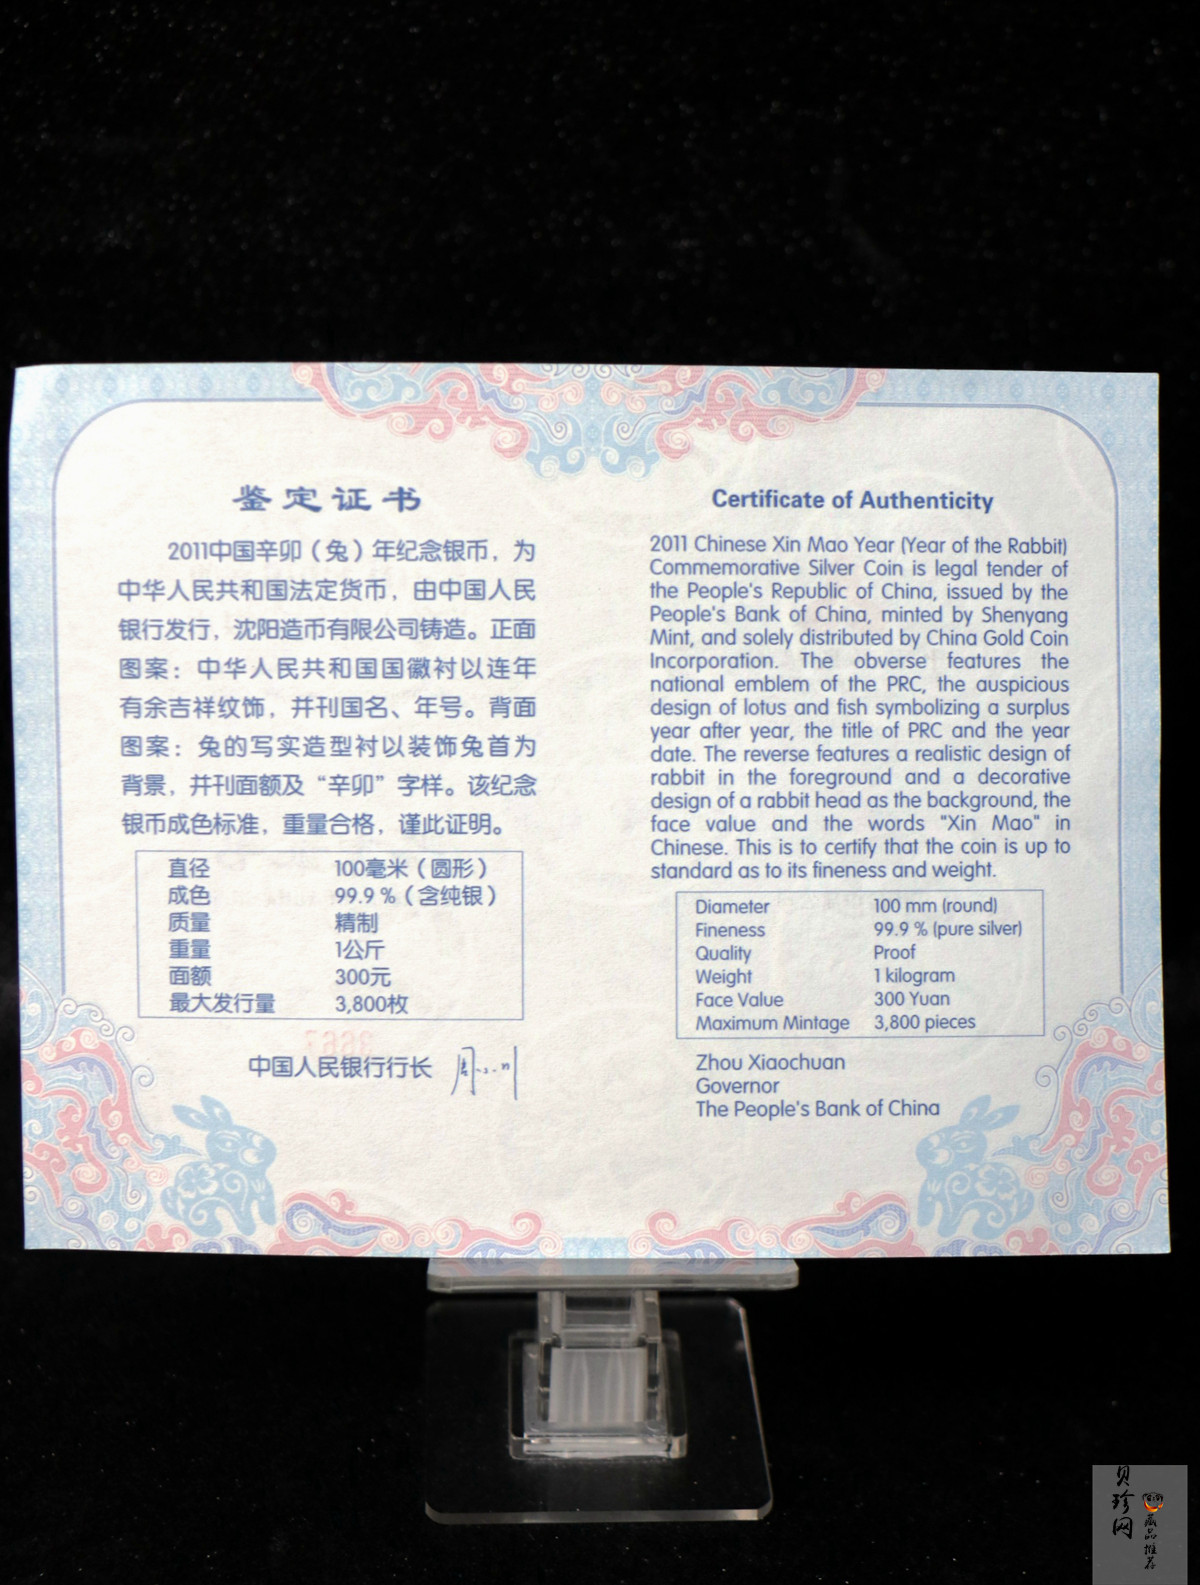 鉴定证书
2011中国辛卯（兔）年纪念银币，为
中华人民共和国法定货币，由中国人民
银行发行，沈阳造币有限公司铸造。正面
图案：中华人民共和国国徽衬以连年
有余吉祥纹饰，并刊国名、年号。背面
图案：兔的写实造型衬以装饰兔首为
背景，并刊面额及“辛卯”字样。该纪念
银币成色标准，重量合格，谨此证明。
直径 100毫米（圆形）
成色 99.9％（含纯银）
质量 精制
重量 1公斤
面额 300元
最大发行量 3,800枚
中国人民银行行长
Certificate of Authenticity
2011 Chinese Xin Mao Year (Year of the Rabbit)
Commemorative Silver Coin is legal tender of
the People's Republic of China, issued by the
People's Bank of China, minted by Shenyang
Mint, and solely distributed by China Gold Coin
Incorporation. The obverse features the
national emblem of the PRC, the auspicious
design of lotus and fish symbolizing a surplus
year after year, the title of PRC and the year
date. The reverse features a realistic design of
rabbit in the foreground and a decorative
design of a rabbit head as the background, the
face value and the words "Xin Mao" in
Chinese. This is to certify that the coin is up to
standard as to its fineness and weight.
Diameter 100 mm (round)
Fineness 99.9 % (pure silver)
Quality Proof
Weight 1 kilogram
Face Value 300 Yuan
Maximum Mintage 3,800 pieces
Zhou Xiaochuan
Governor
The People's Bank of China
贝珍网
藏品推荐